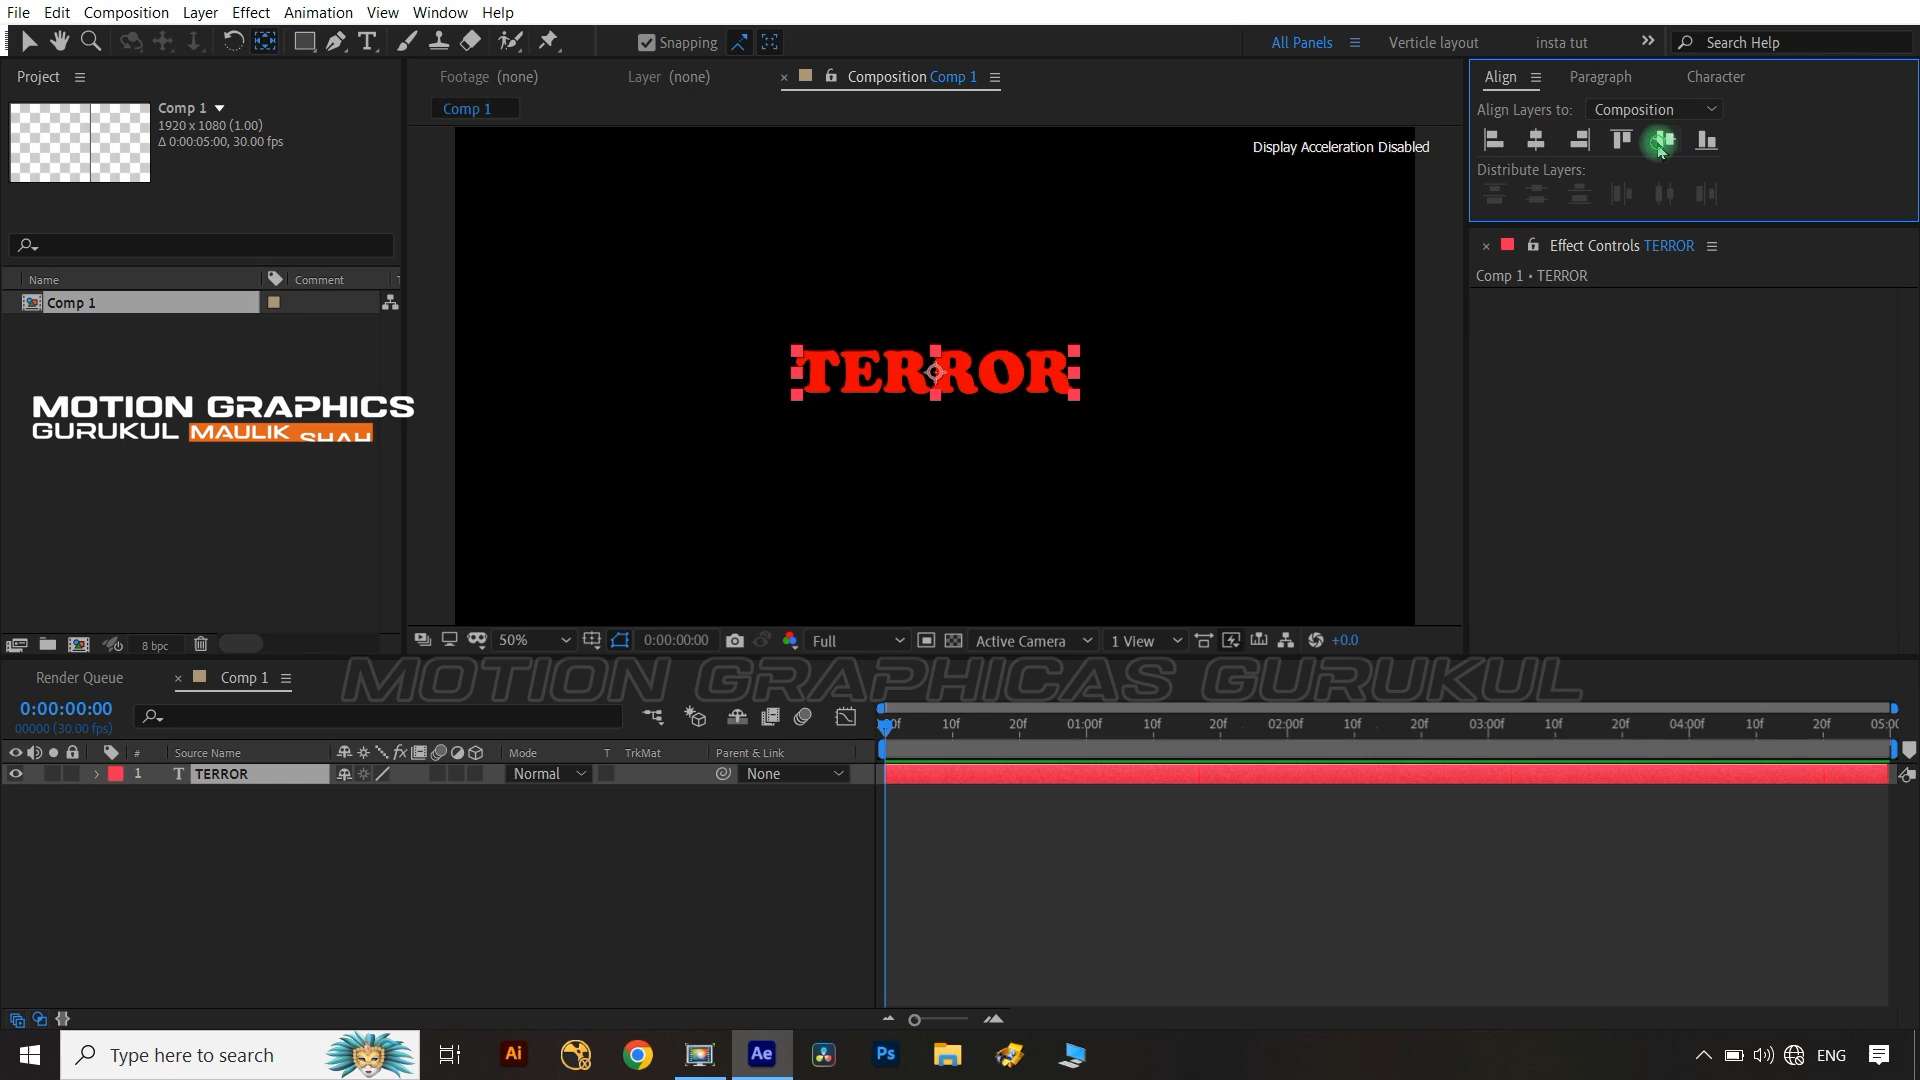 File Edit Composition Layer Effect Animation View Window Help
Snapping
All Panels
Verticle layout
insta tut
Search Help
Project
Comp 1
1920 x 1080 (1.00)
Δ 0:00:05:00, 30.00 fps
Footage (none)
Layer (none)
Composition Comp 1
Comp 1
Display Acceleration Disabled
Align
Paragraph
Character
Align Layers to:
Composition
Distribute Layers:
Effect Controls TERROR
Comp 1 • TERROR
Name
Comment
Comp 1
TERROR
MOTION GRAPHICS
GURUKUL MAULIK SHAH
8 bpc
50%
0:00:00:00
Full
Active Camera
1 View
+0.0
MOTION GRAPHICAS GURUKUL
Render Queue
Comp 1
0:00:00:00
00000 (30.00 fps)
10f 20f 01:00f 10f 20f 02:00f 10f 20f 03:00f 10f 20f 04:00f 10f 20f
# Source Name
Mode
T TrkMat
Parent & Link
1 T TERROR
Normal
None
Type here to search
Ai
Ae
Ps
ENG